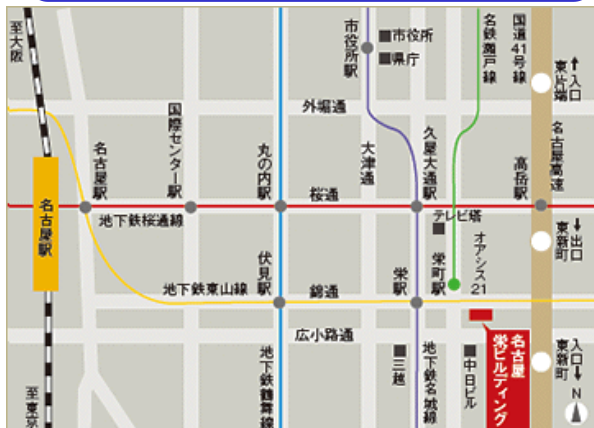 至大阪
市役所駅
市役所
県庁
名鉄瀬戸線
国道41号線
↑入口
東片端
外堀通
名古屋駅
国際センター駅
丸の内駅
大津通
久屋大通駅
高岳駅
名古屋高速
桜通
地下鉄桜通線
名古屋駅
テレビ塔
↓出口
東新町
伏見駅
栄駅
栄町駅
オアシス21
地下鉄東山線
錦通
広小路通
名古屋
栄ビルディング
入口↓
東新町
三越
中日ビル
地下鉄鶴舞線
地下鉄名城線
至東京
N